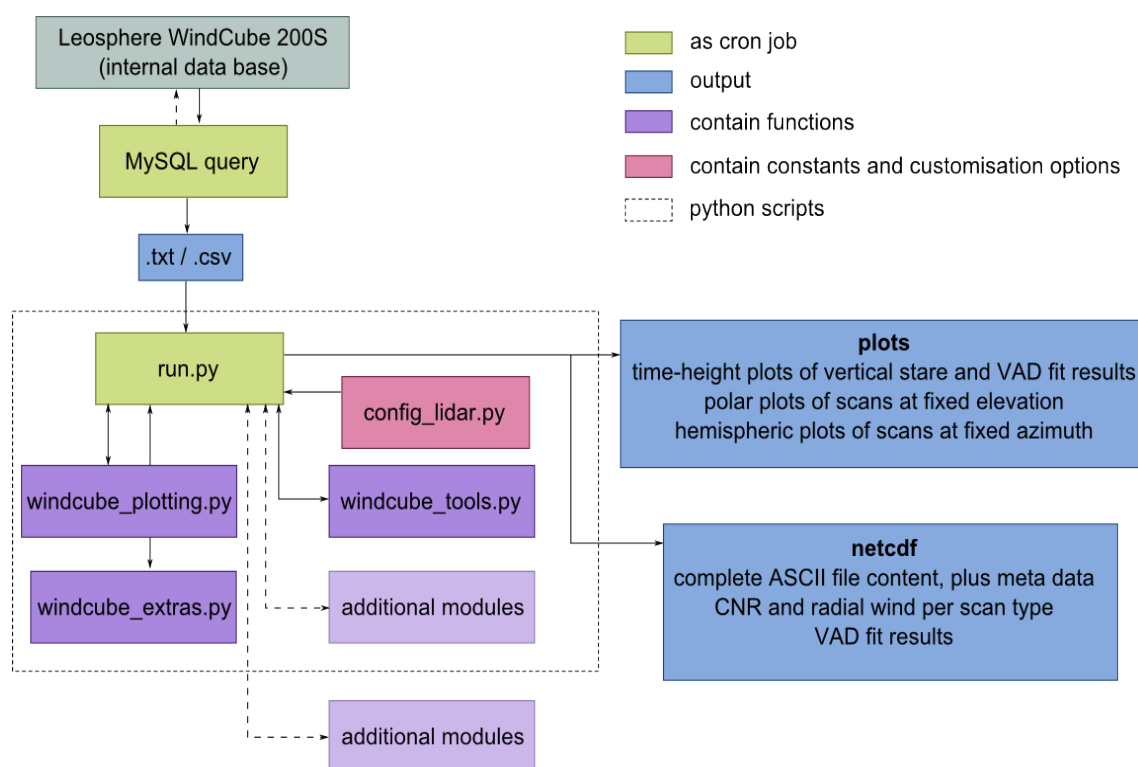 Leosphere WindCube 200S
(internal data base)
MySQL query
.txt / .csv
run.py
config_lidar.py
windcube_plotting.py
windcube_tools.py
windcube_extras.py
additional modules
additional modules
as cron job
output
contain functions
contain constants and customisation options
python scripts
plots
time-height plots of vertical stare and VAD fit results
polar plots of scans at fixed elevation
hemispheric plots of scans at fixed azimuth
netcdf
complete ASCII file content, plus meta data
CNR and radial wind per scan type
VAD fit results